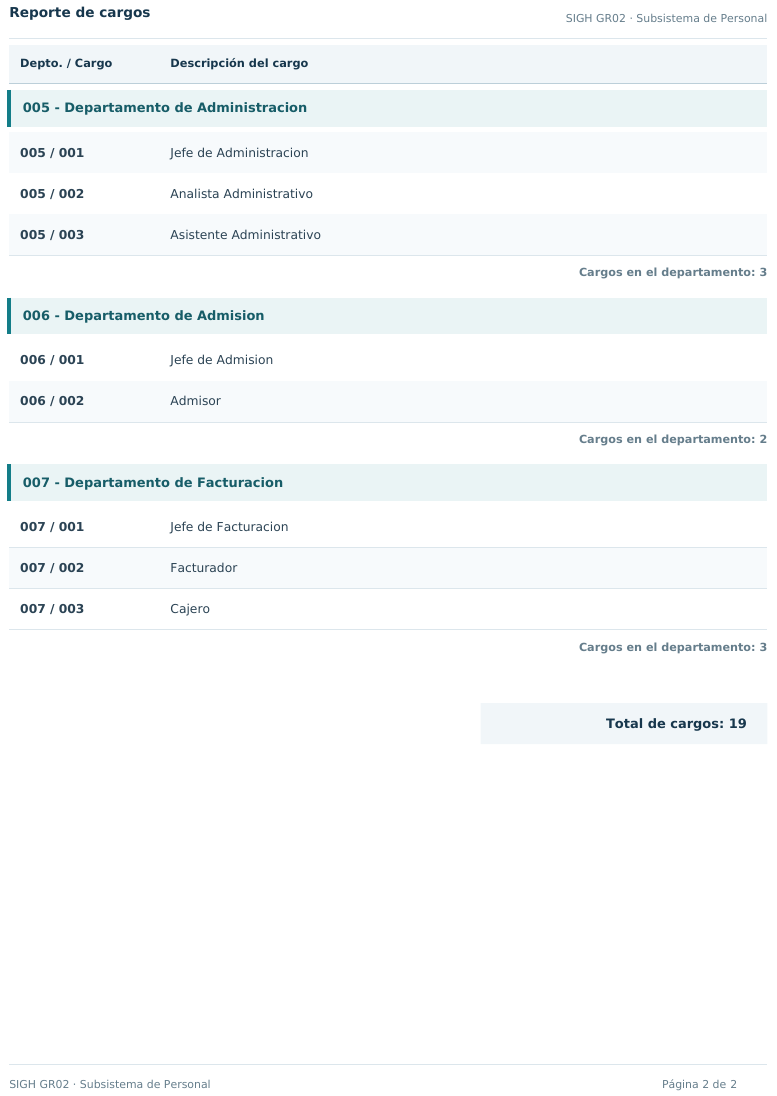 Reporte de cargos
SIGH GR02 · Subsistema de Personal
Depto. / Cargo Descripción del cargo
005 - Departamento de Administracion
005 / 001 Jefe de Administracion
005 / 002 Analista Administrativo
005 / 003 Asistente Administrativo
Cargos en el departamento: 3
006 - Departamento de Admision
006 / 001 Jefe de Admision
006 / 002 Admisor
Cargos en el departamento: 2
007 - Departamento de Facturacion
007 / 001 Jefe de Facturacion
007 / 002 Facturador
007 / 003 Cajero
Cargos en el departamento: 3
Total de cargos: 19
SIGH GR02 · Subsistema de Personal Página 2 de 2